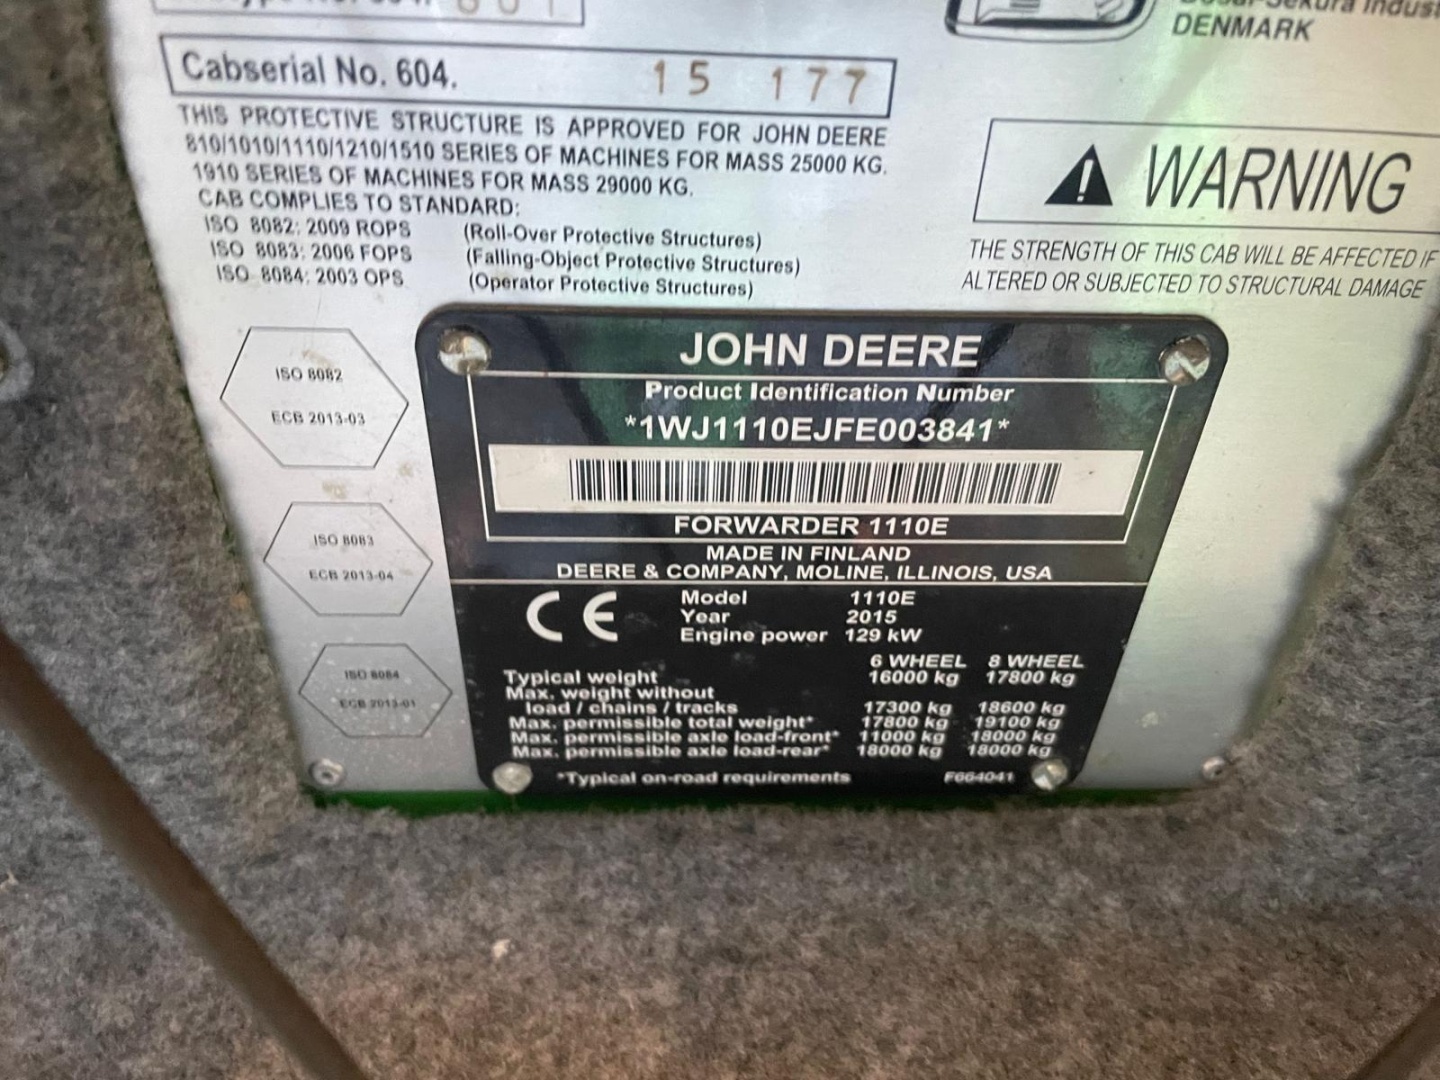 601
DENMARK
Cabserial No. 604. 15 177
THIS PROTECTIVE STRUCTURE IS APPROVED FOR JOHN DEERE
810/1010/1110/1210/1510 SERIES OF MACHINES FOR MASS 25000 KG.
1910 SERIES OF MACHINES FOR MASS 29000 KG.
CAB COMPLIES TO STANDARD:
ISO 8082: 2009 ROPS (Roll-Over Protective Structures)
ISO 8083: 2006 FOPS (Falling-Object Protective Structures)
ISO 8084: 2003 OPS (Operator Protective Structures)
WARNING
THE STRENGTH OF THIS CAB WILL BE AFFECTED IF
ALTERED OR SUBJECTED TO STRUCTURAL DAMAGE
ISO 8082
ECB 2013-03
ISO 8083
ECB 2013-04
ISO 8084
ECB 2013-01
JOHN DEERE
Product Identification Number
*1WJ1110EJFE003841*
FORWARDER 1110E
MADE IN FINLAND
DEERE & COMPANY, MOLINE, ILLINOIS, USA
CE
Model 1110E
Year 2015
Engine power 129 kW
6 WHEEL 8 WHEEL
Typical weight 16000 kg 17800 kg
Max. weight without
load / chains / tracks 17300 kg 18600 kg
Max. permissible total weight* 17800 kg 19100 kg
Max. permissible axle load-front* 11000 kg 18000 kg
Max. permissible axle load-rear* 18000 kg 18000 kg
*Typical on-road requirements F664041